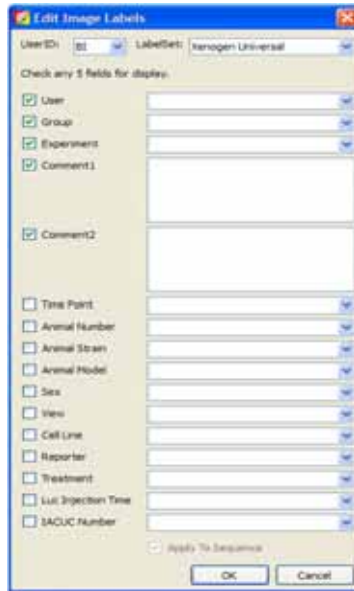 Edit Image Labels
UserID: BI LabelSet: Xenogen Universal
Check any 5 fields for display.
User
Group
Experiment
Comment1
Comment2
Time Point
Animal Number
Animal Strain
Animal Model
Sex
View
Cell Line
Reporter
Treatment
Luc Injection Time
IACUC Number
Apply To Sequence
OK Cancel